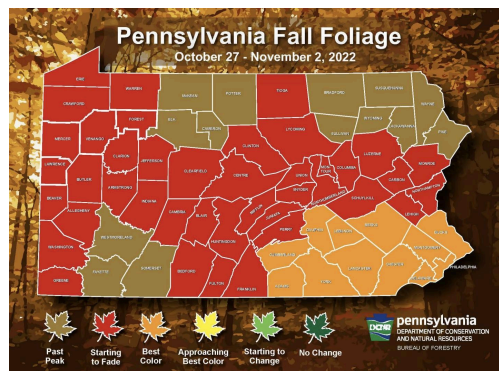 Pennsylvania Fall Foliage
October 27 - November 2, 2022
ERIE
WARREN
MCKEAN
POTTER
TIOGA
BRADFORD
SUSQUEHANNA
WAYNE
CRAWFORD
FOREST
ELK
CAMERON
SULLIVAN
WYOMING
LACKAWANNA
PIKE
MERCER
VENANGO
CLINTON
LYCOMING
LUZERNE
MONROE
LAWRENCE
CLARION
JEFFERSON
CLEARFIELD
CENTRE
UNION
MON-
TOUR
COLUMBIA
CARBON
NORTHAMPTON
BUTLER
ARMSTRONG
SNYDER
NORTHUMBERLAND
SCHUYLKILL
BEAVER
INDIANA
MIFFLIN
JUNIATA
LEHIGH
ALLEGHENY
CAMBRIA
BLAIR
PERRY
DAUPHIN
LEBANON
BERKS
BUCKS
WESTMORELAND
HUNTINGDON
CUMBERLAND
MONTGOMERY
WASHINGTON
LANCASTER
CHESTER
PHILADELPHIA
GREENE
FAYETTE
SOMERSET
BEDFORD
FULTON
FRANKLIN
ADAMS
YORK
DELAWARE
Past
Peak
Starting
to Fade
Best
Color
Approaching
Best Color
Starting to
Change
No Change
DCNR
pennsylvania
DEPARTMENT OF CONSERVATION
AND NATURAL RESOURCES
BUREAU OF FORESTRY